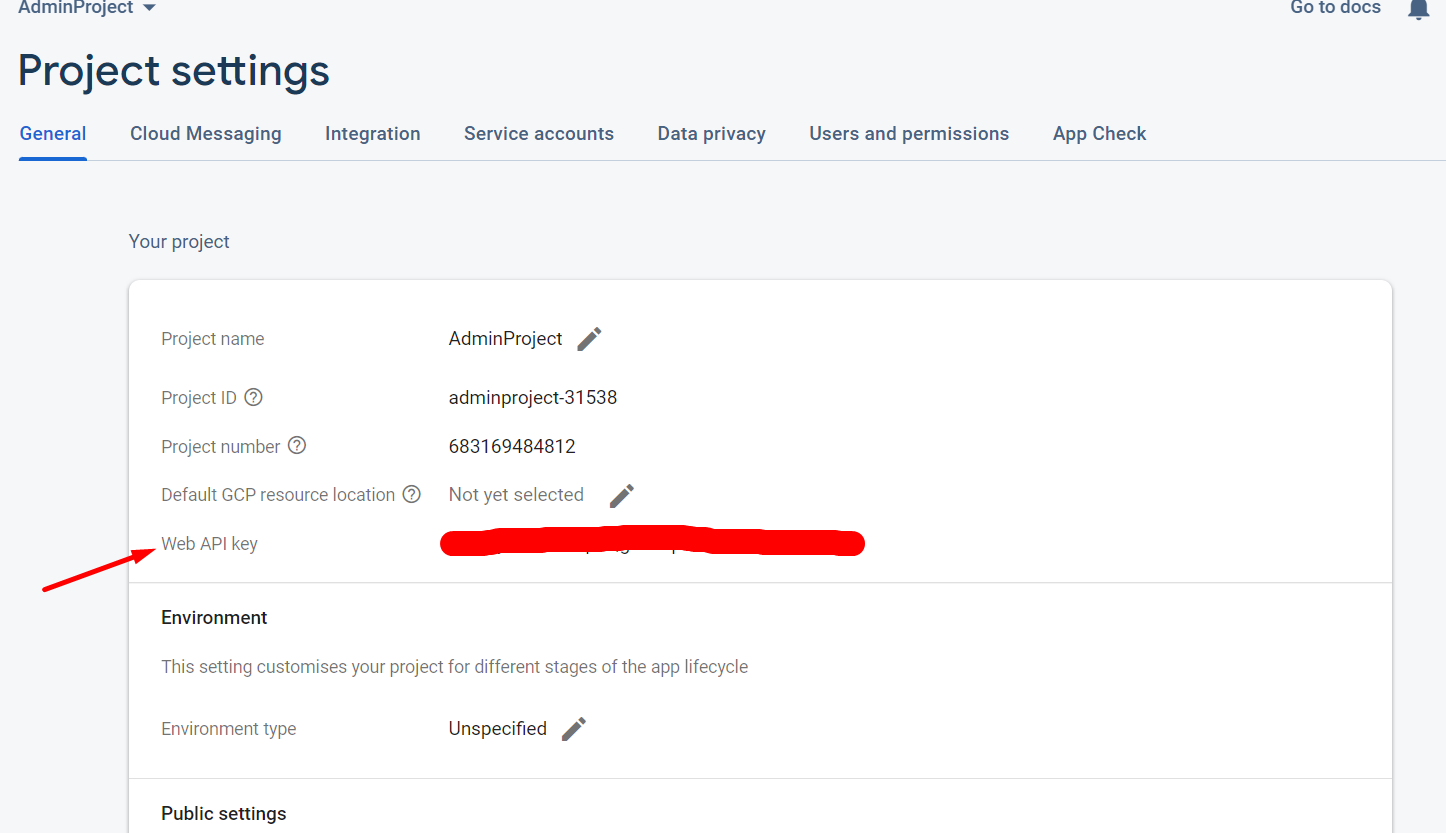 AdminProject Go to docs
Project settings
General Cloud Messaging Integration Service accounts Data privacy Users and permissions App Check
Your project
Project name AdminProject
Project ID adminproject-31538
Project number 683169484812
Default GCP resource location Not yet selected
Web API key
Environment
This setting customises your project for different stages of the app lifecycle
Environment type Unspecified
Public settings